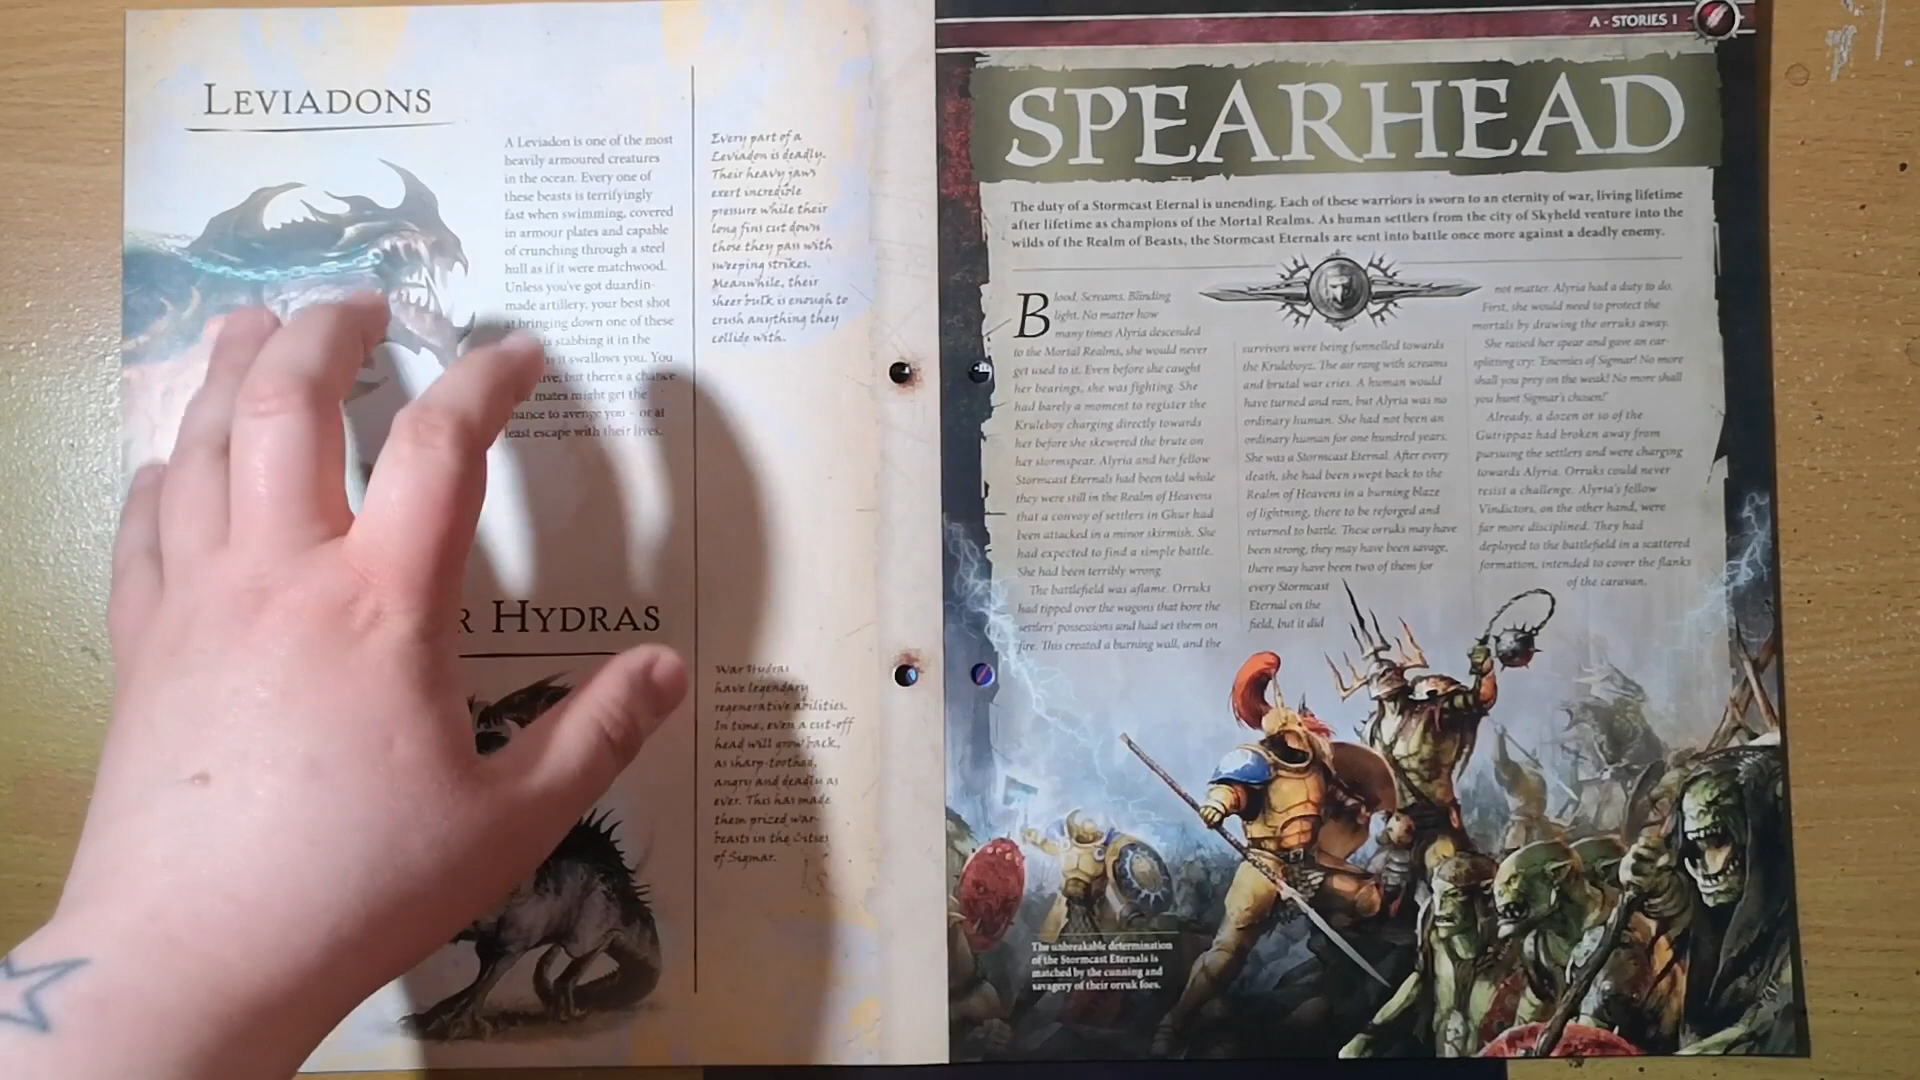 LEVIADONS
A Leviadon is one of the most
heavily armoured creatures
in the ocean. Every one of
these beasts is terrifyingly
fast when swimming, covered
in armour plates and capable
of crunching through a steel
hull as if it were matchwood.
Unless you've got duardin-
made artillery, your best shot
at bringing down one of these
is stabbing it in the
it swallows you. You
but there's a chance
mates might get the
chance to avenge you – or at
least escape with their lives.
Every part of a
Leviadon is deadly.
Their heavy jaws
exert incredible
pressure while their
long fins cut down
those they pass with
sweeping strikes.
Meanwhile, their
sheer bulk is enough to
crush anything they
collide with.
R HYDRAS
War Hydras
have legendary
regenerative abilities.
In time, even a cut-off
head will grow back,
as sharp-toothed,
angry and deadly as
ever. This has made
them prized war-
beasts in the Cities
of Sigmar.
A - STORIES 1
SPEARHEAD
The duty of a Stormcast Eternal is unending. Each of these warriors is sworn to an eternity of war, living lifetime
after lifetime as champions of the Mortal Realms. As human settlers from the city of Skyheld venture into the
wilds of the Realm of Beasts, the Stormcast Eternals are sent into battle once more against a deadly enemy.
Blood. Screams. Blinding
light. No matter how
many times Alyria descended
to the Mortal Realms, she would never
get used to it. Even before she caught
her bearings, she was fighting. She
had barely a moment to register the
Kruleboy charging directly towards
her before she skewered the brute on
her stormspear. Alyria and her fellow
Stormcast Eternals had been told while
they were still in the Realm of Heavens
that a convoy of settlers in Ghur had
been attacked in a minor skirmish. She
had expected to find a simple battle.
She had been terribly wrong
The battlefield was aflame. Orruks
had tipped over the wagons that bore the
settlers' possessions and had set them on
fire. This created a burning wall, and the
survivors were being funnelled towards
the Kruleboyz. The air rang with screams
and brutal war cries. A human would
have turned and ran, but Alyria was no
ordinary human. She had not been an
ordinary human for one hundred years.
She was a Stormcast Eternal. After every
death, she had been swept back to the
Realm of Heavens in a burning blaze
of lightning, there to be reforged and
returned to battle. These orruks may have
been strong, they may have been savage,
there may have been two of them for
every Stormcast
Eternal on the
field, but it did
not matter. Alyria had a duty to do.
First, she would need to protect the
mortals by drawing the orruks away.
She raised her spear and gave an ear-
splitting cry: 'Enemies of Sigmar! No more
shall you prey on the weak! No more shall
you hunt Sigmar's chosen!'
Already, a dozen or so of the
Gutrippaz had broken away from
pursuing the settlers and were charging
towards Alyria. Orruks could never
resist a challenge. Alyria's fellow
Vindictors, on the other hand, were
far more disciplined. They had
deployed to the battlefield in a scattered
formation, intended to cover the flanks
of the caravan.
The unbreakable determination
of the Stormcast Eternals is
matched by the cunning and
savagery of their orruk foes.